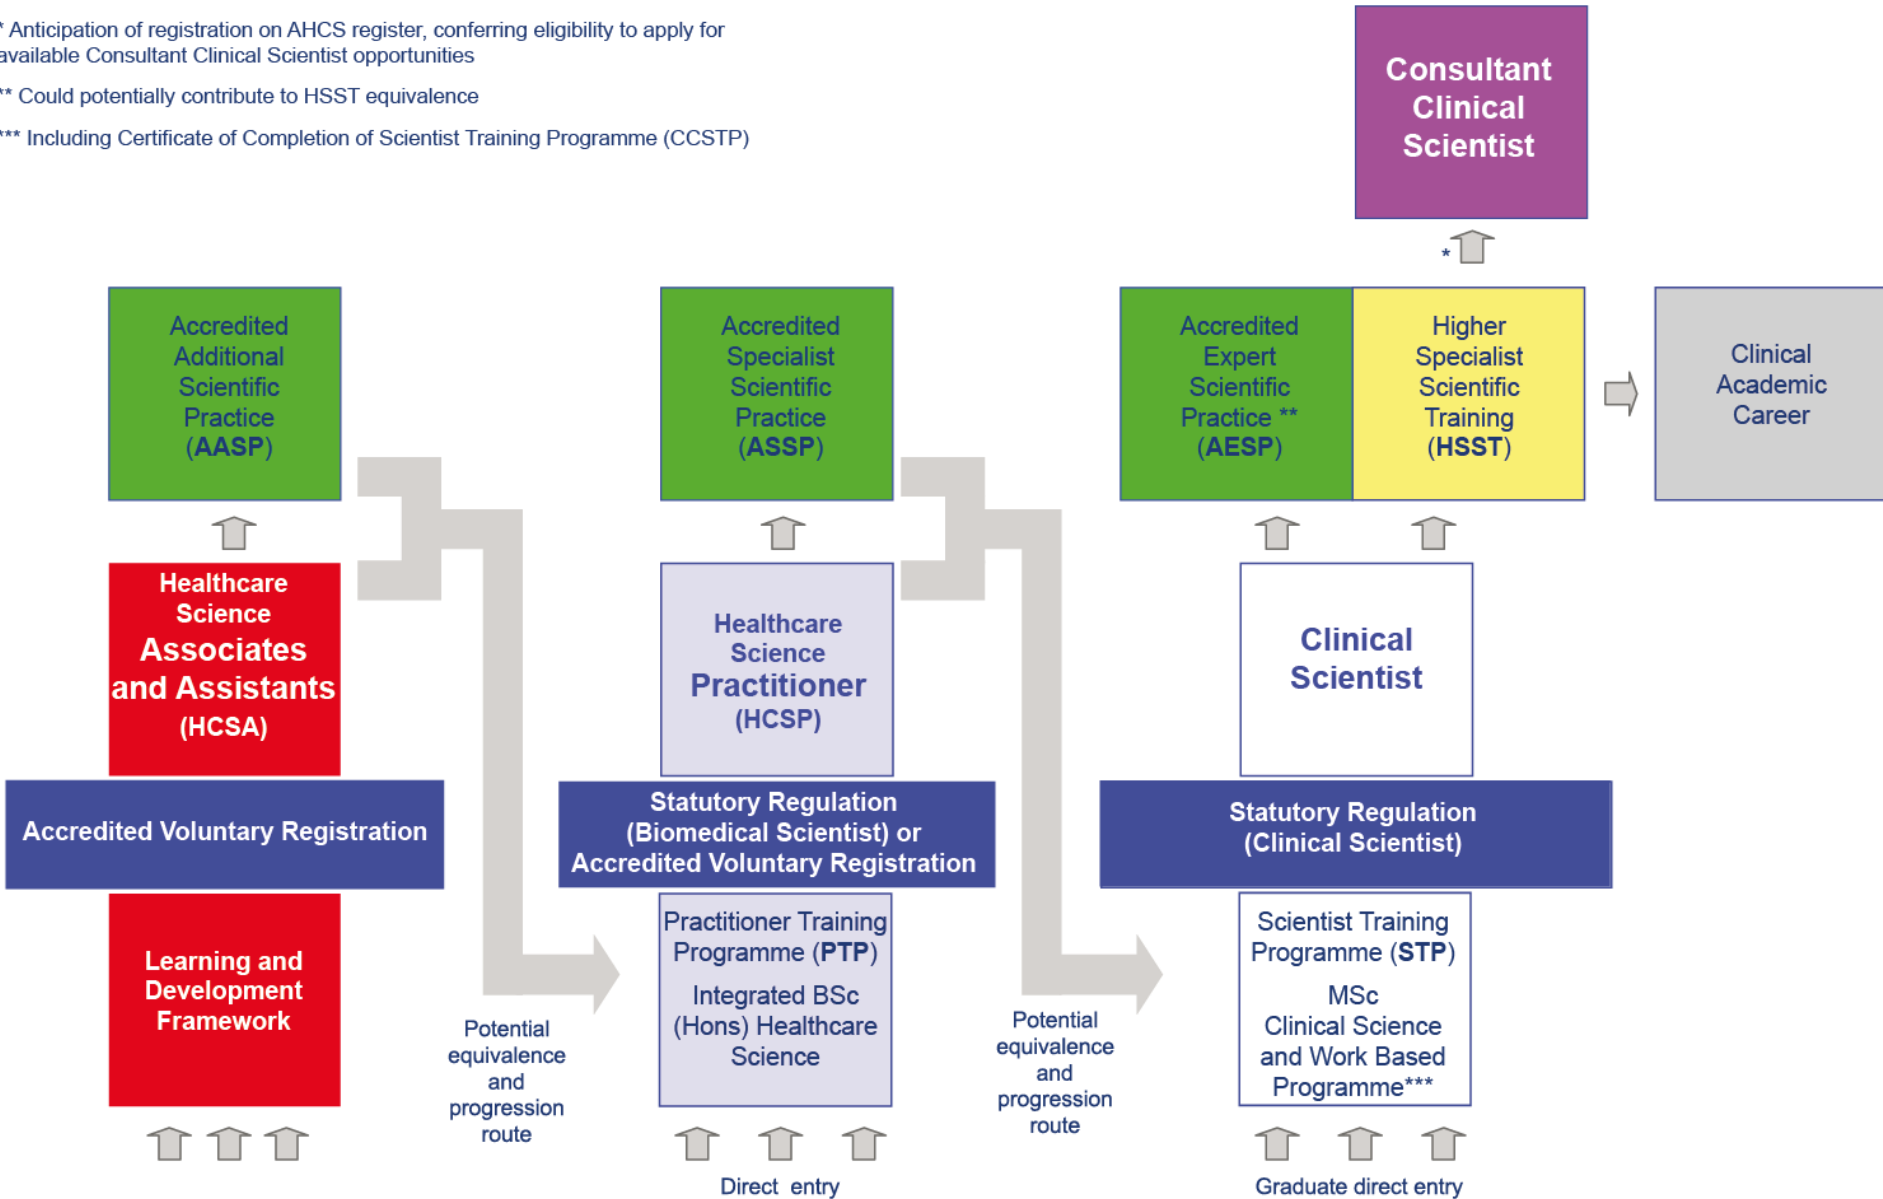 * Anticipation of registration on AHCS register, conferring eligibility to apply for
available Consultant Clinical Scientist opportunities
** Could potentially contribute to HSST equivalence
*** Including Certificate of Completion of Scientist Training Programme (CCSTP)
Consultant
Clinical
Scientist
*
Accredited
Additional
Scientific
Practice
(AASP)
Accredited
Specialist
Scientific
Practice
(ASSP)
Accredited
Expert
Scientific
Practice **
(AESP)
Higher
Specialist
Scientific
Training
(HSST)
Clinical
Academic
Career
Healthcare
Science
Associates
and Assistants
(HCSA)
Healthcare
Science
Practitioner
(HCSP)
Clinical
Scientist
Accredited Voluntary Registration
Statutory Regulation
(Biomedical Scientist) or
Accredited Voluntary Registration
Statutory Regulation
(Clinical Scientist)
Learning and
Development
Framework
Potential
equivalence
and
progression
route
Practitioner Training
Programme (PTP)
Integrated BSc
(Hons) Healthcare
Science
Potential
equivalence
and
progression
route
Scientist Training
Programme (STP)
MSc
Clinical Science
and Work Based
Programme***
Direct entry
Graduate direct entry